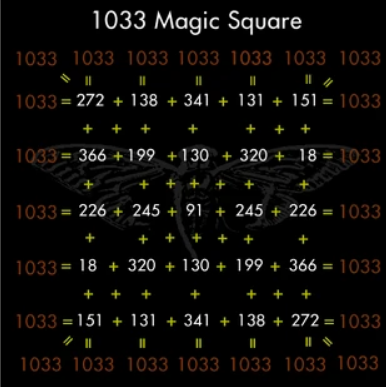 1033 Magic Square
1033 1033 1033 1033 1033 1033 1033
= = = = = = =
1033 = 272 + 138 + 341 + 131 + 151 = 1033
+ + + + + + +
1033 = 366 + 199 + 130 + 320 + 18 = 1033
+ + + + + + +
1033 = 226 + 245 + 91 + 245 + 226 = 1033
+ + + + + + +
1033 = 18 + 320 + 130 + 199 + 366 = 1033
+ + + + + + +
1033 = 151 + 131 + 341 + 138 + 272 = 1033
= = = = = = =
1033 1033 1033 1033 1033 1033 1033